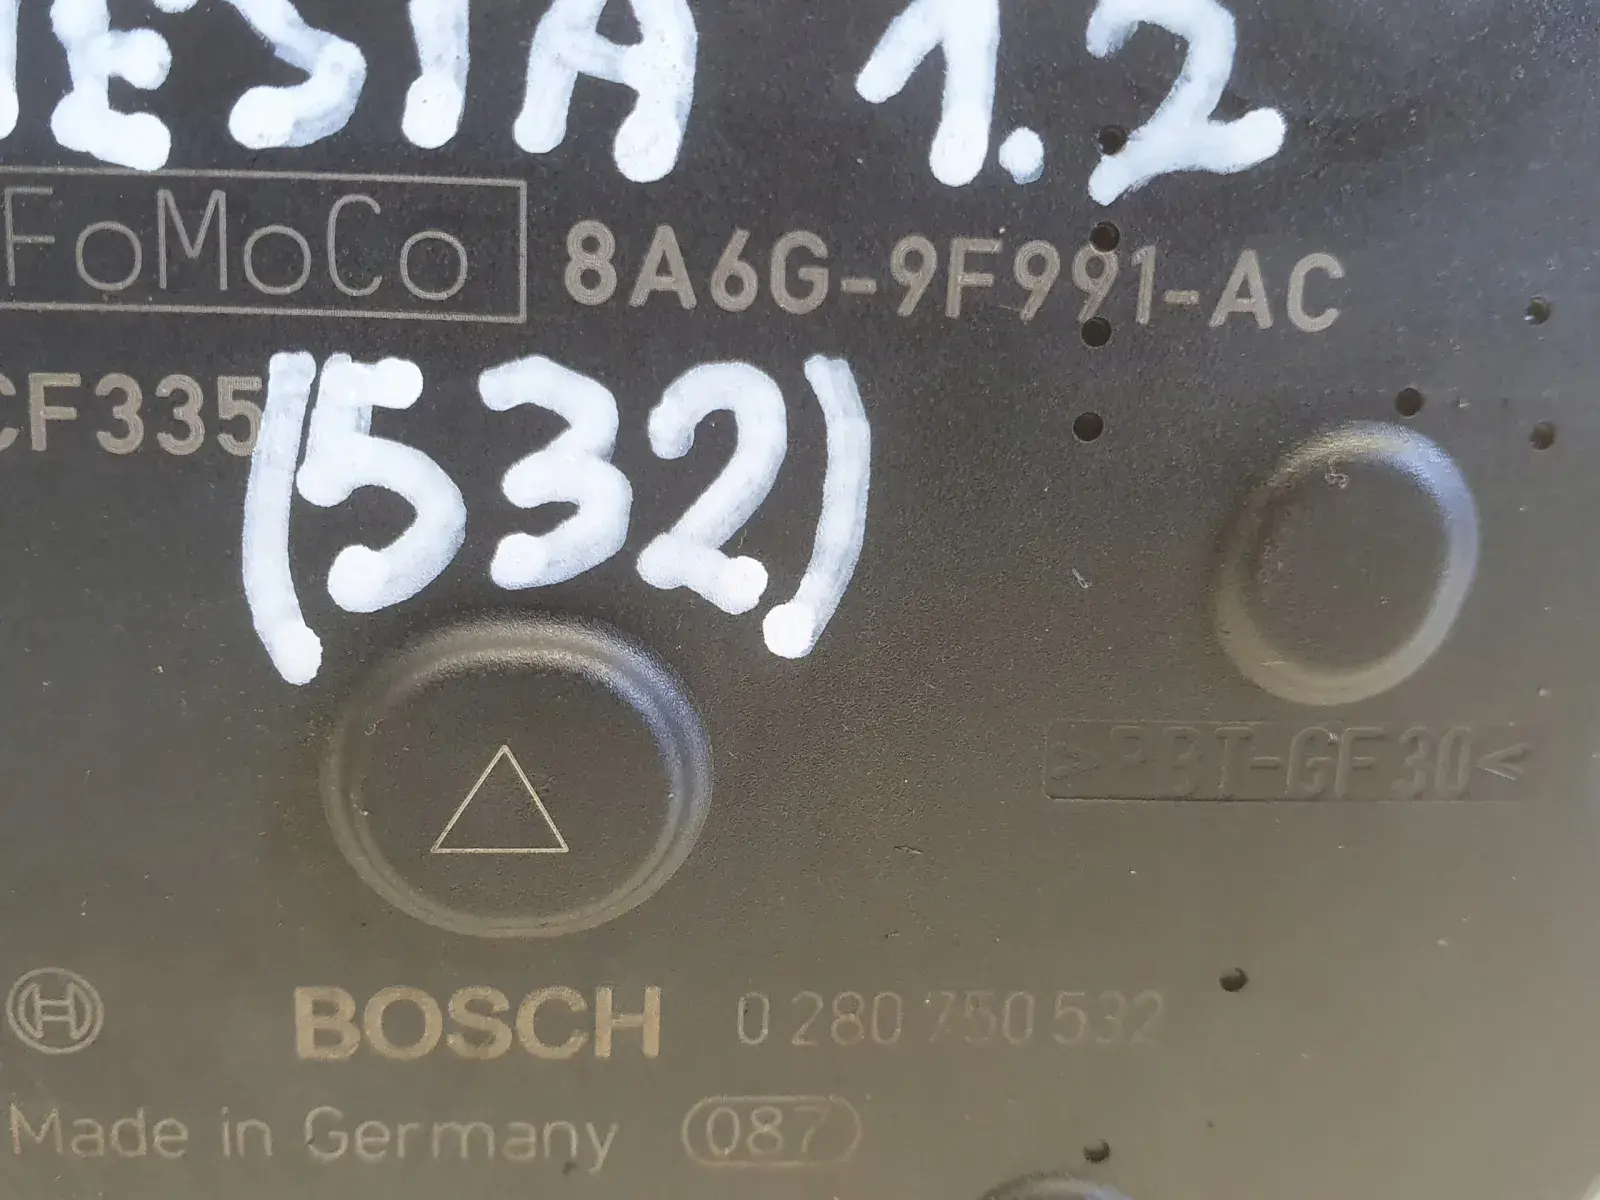 IESTA 1.2
FoMoCo 8A6G-9F991-AC
CF335
(532)
>PBT-GF30<
BOSCH 0 280 750 532
Made in Germany 087